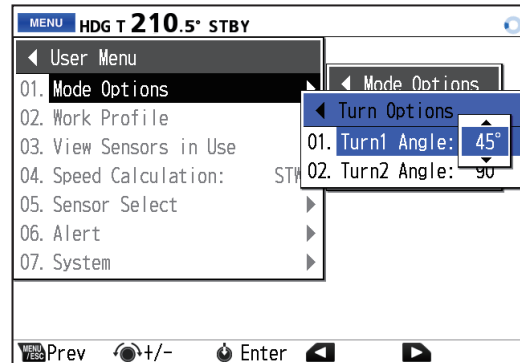 MENU HDG T 210.5° STBY
User Menu
01. Mode Options
02. Work Profile
03. View Sensors in Use
04. Speed Calculation:
05. Sensor Select
06. Alert
07. System
Mode Options
Turn Options
01. Turn1 Angle: 45°
02. Turn2 Angle: 90°
MENU/ESC Prev +/- Enter